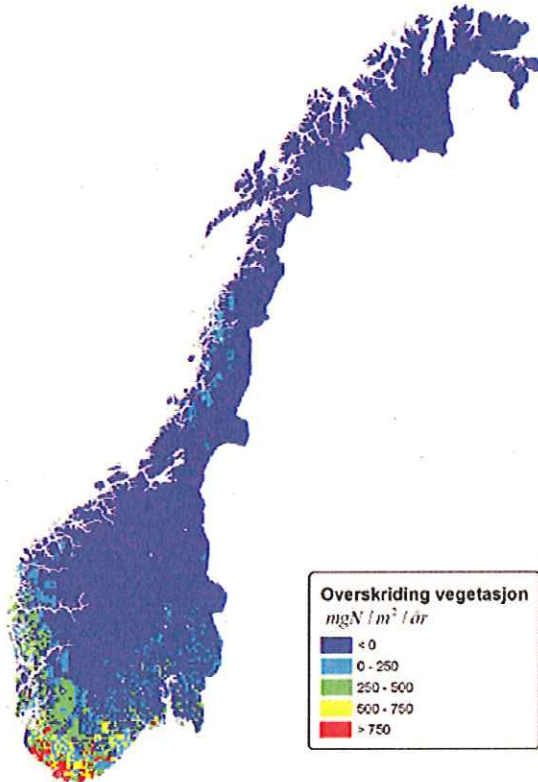 Overskriding vegetasjon
mgN / m² / år
< 0
0 - 250
250 - 500
500 - 750
> 750